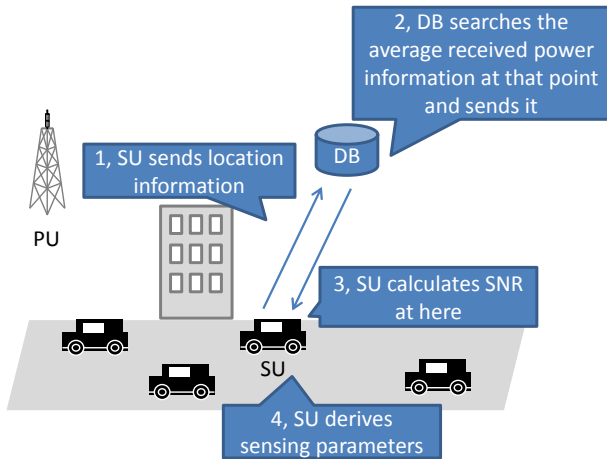 2, DB searches the
average received power
information at that point
and sends it
1, SU sends location
information
DB
PU
3, SU calculates SNR
at here
SU
4, SU derives
sensing parameters